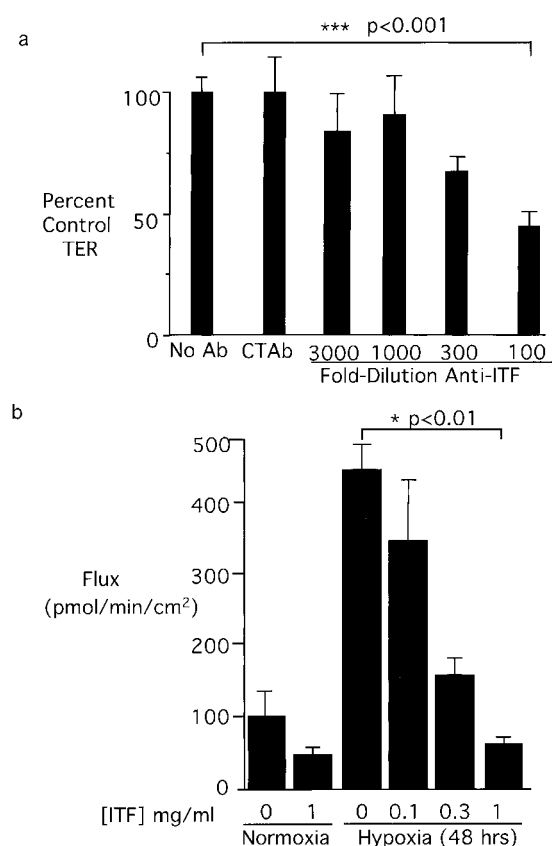 a
*** p<0.001
100
50
0
Percent
Control
TER
No Ab CTAb 3000 1000 300 100
Fold-Dilution Anti-ITF
b
* p<0.01
500
400
300
200
100
0
Flux
(pmol/min/cm²)
[ITF] mg/ml 0 1 0 0.1 0.3 1
Normoxia Hypoxia (48 hrs)